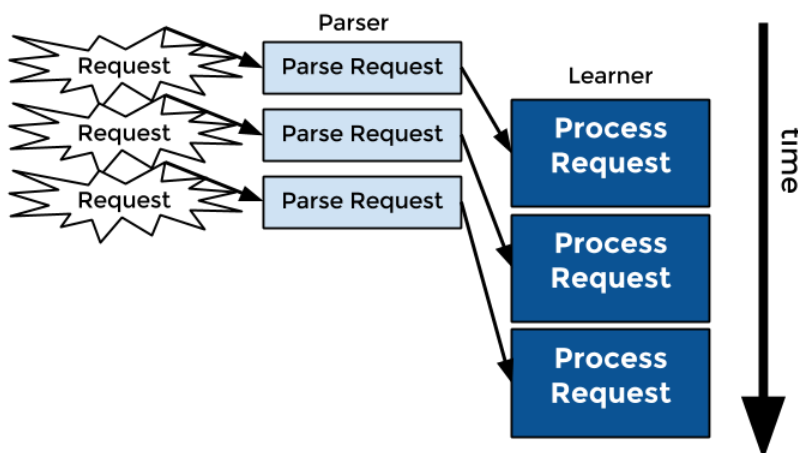 Parser
Learner
Request
Parse Request
Process
Request
Request
Parse Request
Process
Request
Request
Parse Request
Process
Request
time